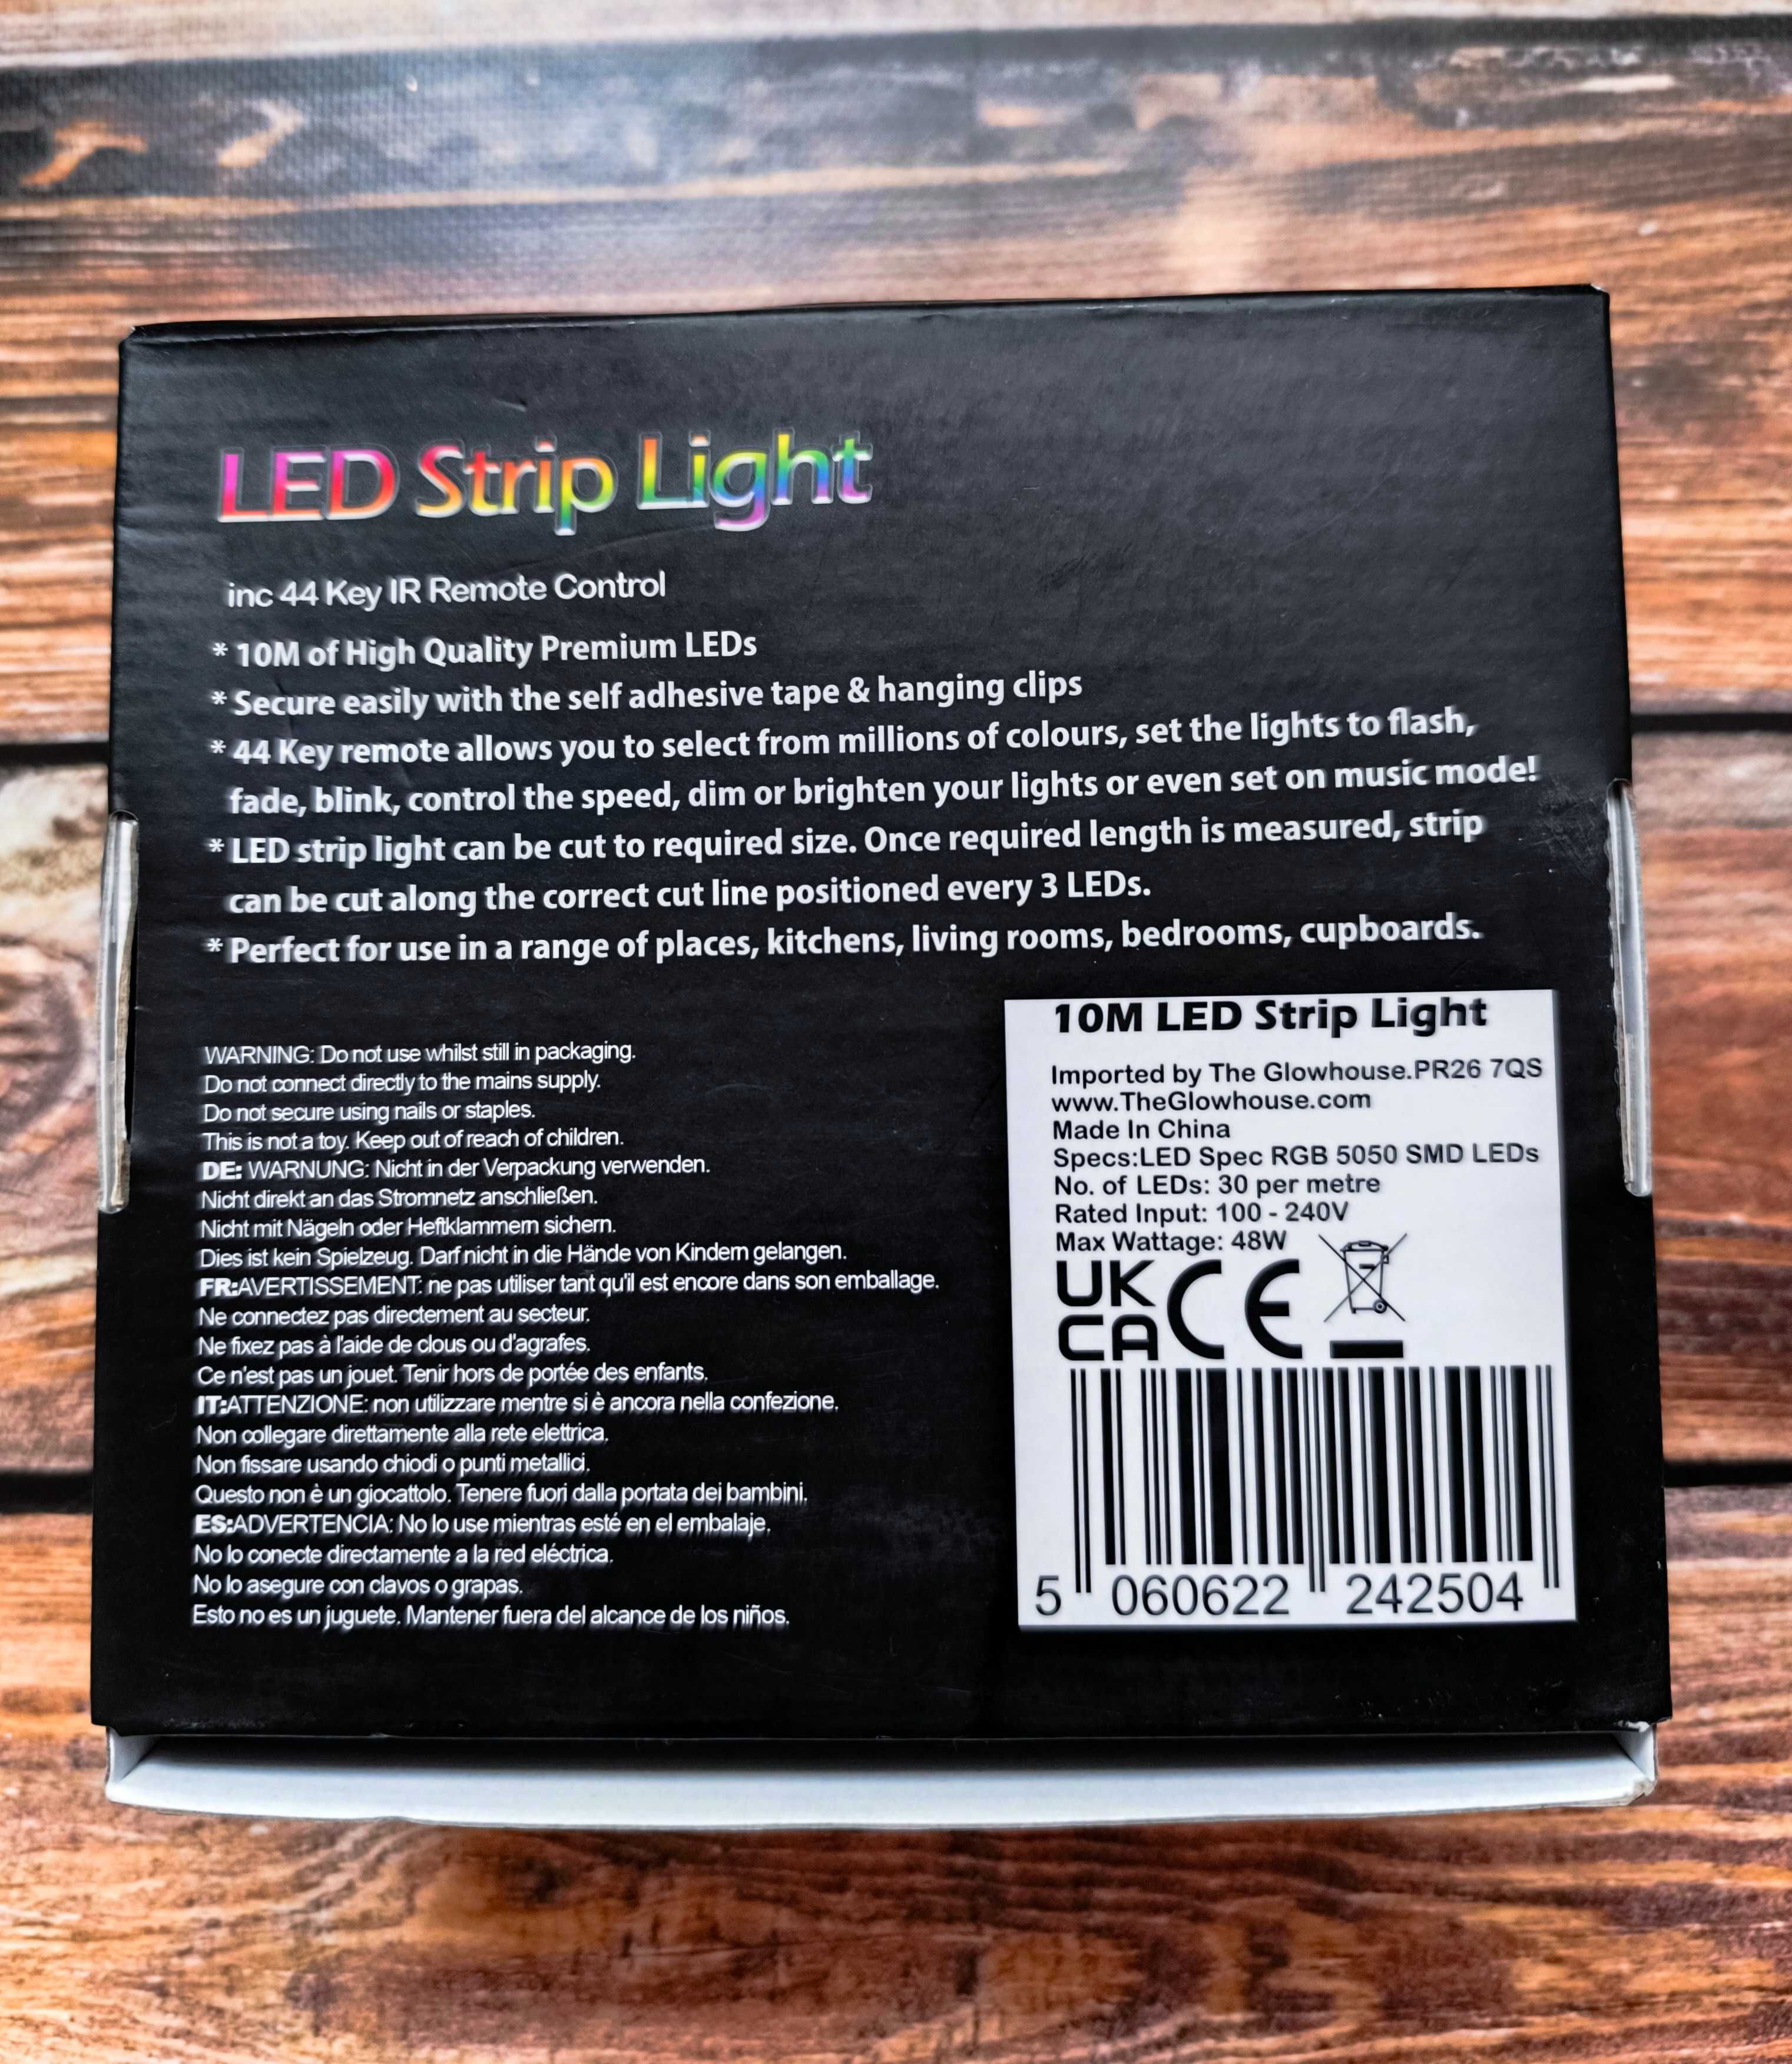 LED Strip Light
inc 44 Key IR Remote Control
* 10M of High Quality Premium LEDs
* Secure easily with the self adhesive tape & hanging clips
* 44 Key remote allows you to select from millions of colours, set the lights to flash,
fade, blink, control the speed, dim or brighten your lights or even set on music mode!
* LED strip light can be cut to required size. Once required length is measured, strip
can be cut along the correct cut line positioned every 3 LEDs.
* Perfect for use in a range of places, kitchens, living rooms, bedrooms, cupboards.
WARNING: Do not use whilst still in packaging.
Do not connect directly to the mains supply.
Do not secure using nails or staples.
This is not a toy. Keep out of reach of children.
DE: WARNUNG: Nicht in der Verpackung verwenden.
Nicht direkt an das Stromnetz anschließen.
Nicht mit Nägeln oder Heftklammern sichern.
Dies ist kein Spielzeug. Darf nicht in die Hände von Kindern gelangen.
FR:AVERTISSEMENT: ne pas utiliser tant qu'il est encore dans son emballage.
Ne connectez pas directement au secteur.
Ne fixez pas à l'aide de clous ou d'agrafes.
Ce n'est pas un jouet. Tenir hors de portée des enfants.
IT:ATTENZIONE: non utilizzare mentre si è ancora nella confezione.
Non collegare direttamente alla rete elettrica.
Non fissare usando chiodi o punti metallici.
Questo non è un giocattolo. Tenere fuori dalla portata dei bambini.
ES:ADVERTENCIA: No lo use mientras esté en el embalaje.
No lo conecte directamente a la red eléctrica.
No lo asegure con clavos o grapas.
Esto no es un juguete. Mantener fuera del alcance de los niños.
10M LED Strip Light
Imported by The Glowhouse.PR26 7QS
www.TheGlowhouse.com
Made In China
Specs:LED Spec RGB 5050 SMD LEDs
No. of LEDs: 30 per metre
Rated Input: 100 - 240V
Max Wattage: 48W
UK
CA CE
5 060622 242504